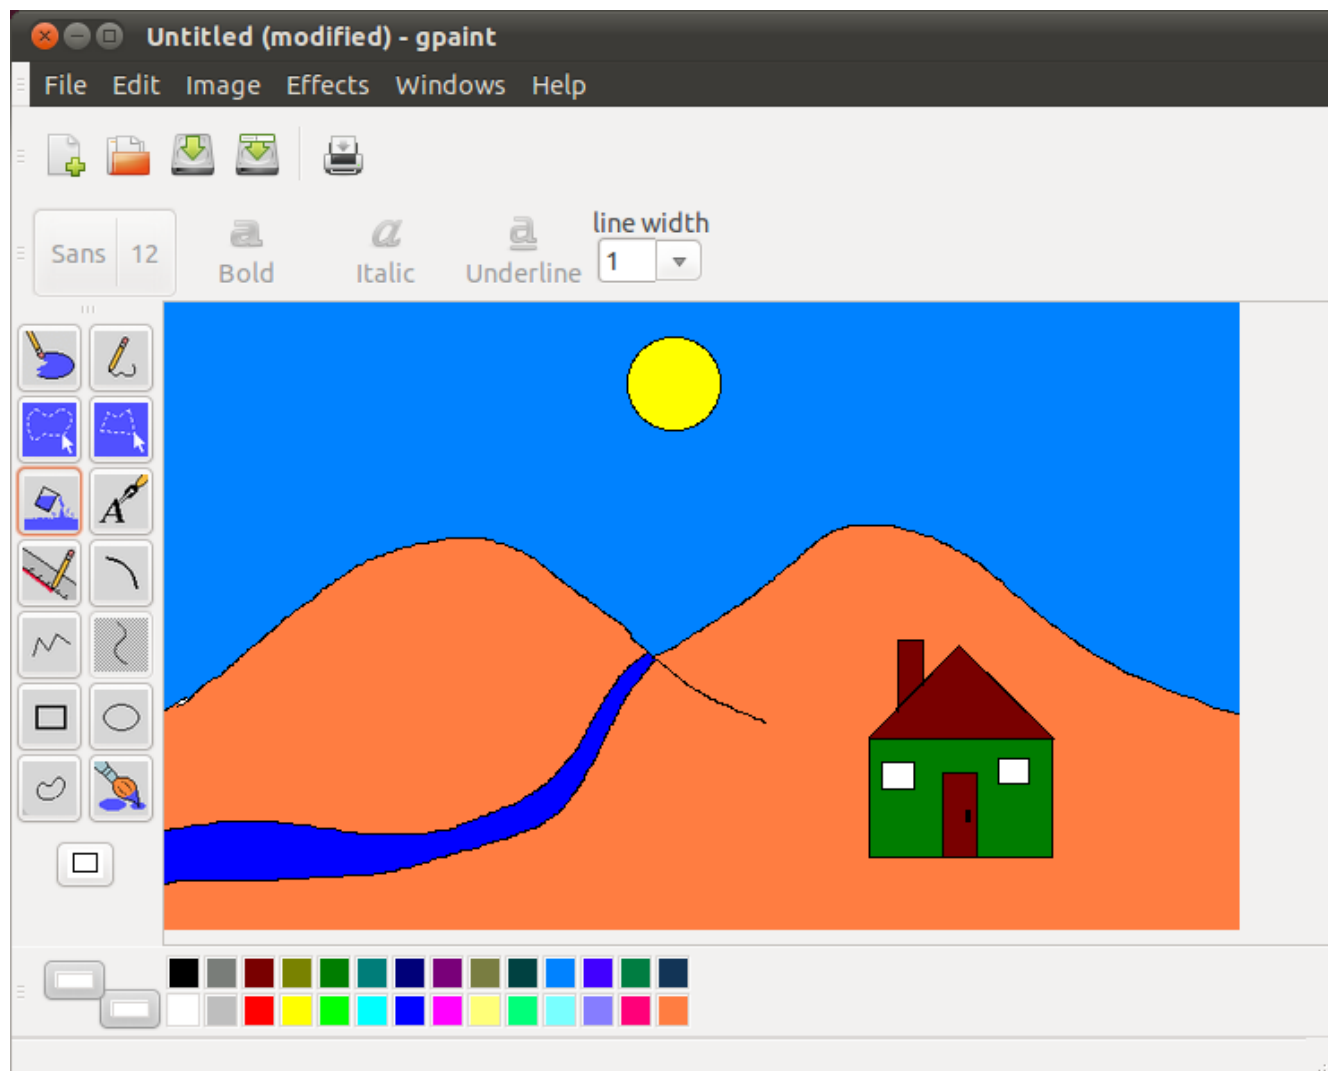 Untitled (modified) - gpaint
File Edit Image Effects Windows Help
line width
Sans 12 Bold Italic Underline 1